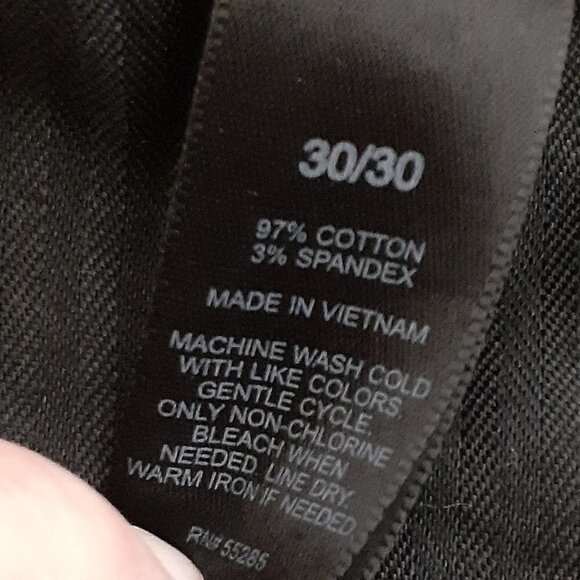 30/30
97% COTTON
3% SPANDEX
MADE IN VIETNAM
MACHINE WASH COLD
WITH LIKE COLORS.
GENTLE CYCLE.
ONLY NON-CHLORINE
BLEACH WHEN
NEEDED. LINE DRY.
WARM IRON IF NEEDED.
RN# 55285